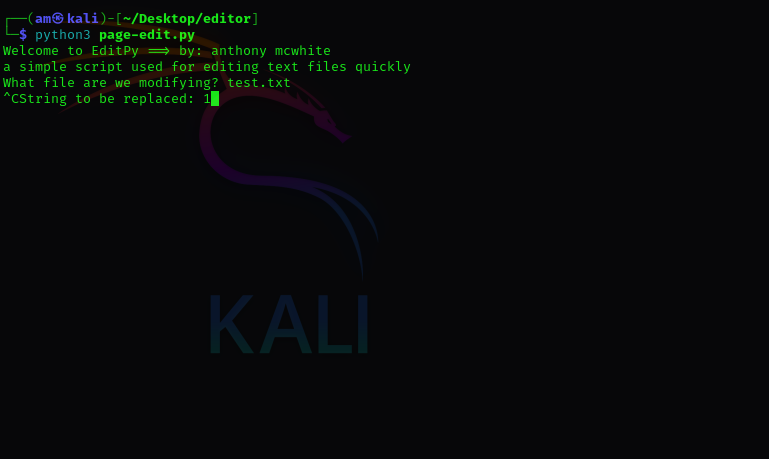 ┌──(am㉿kali)-[~/Desktop/editor]
└─$ python3 page-edit.py
Welcome to EditPy ==> by: anthony mcwhite
a simple script used for editing text files quickly
What file are we modifying? test.txt
^CString to be replaced: 1
KALI